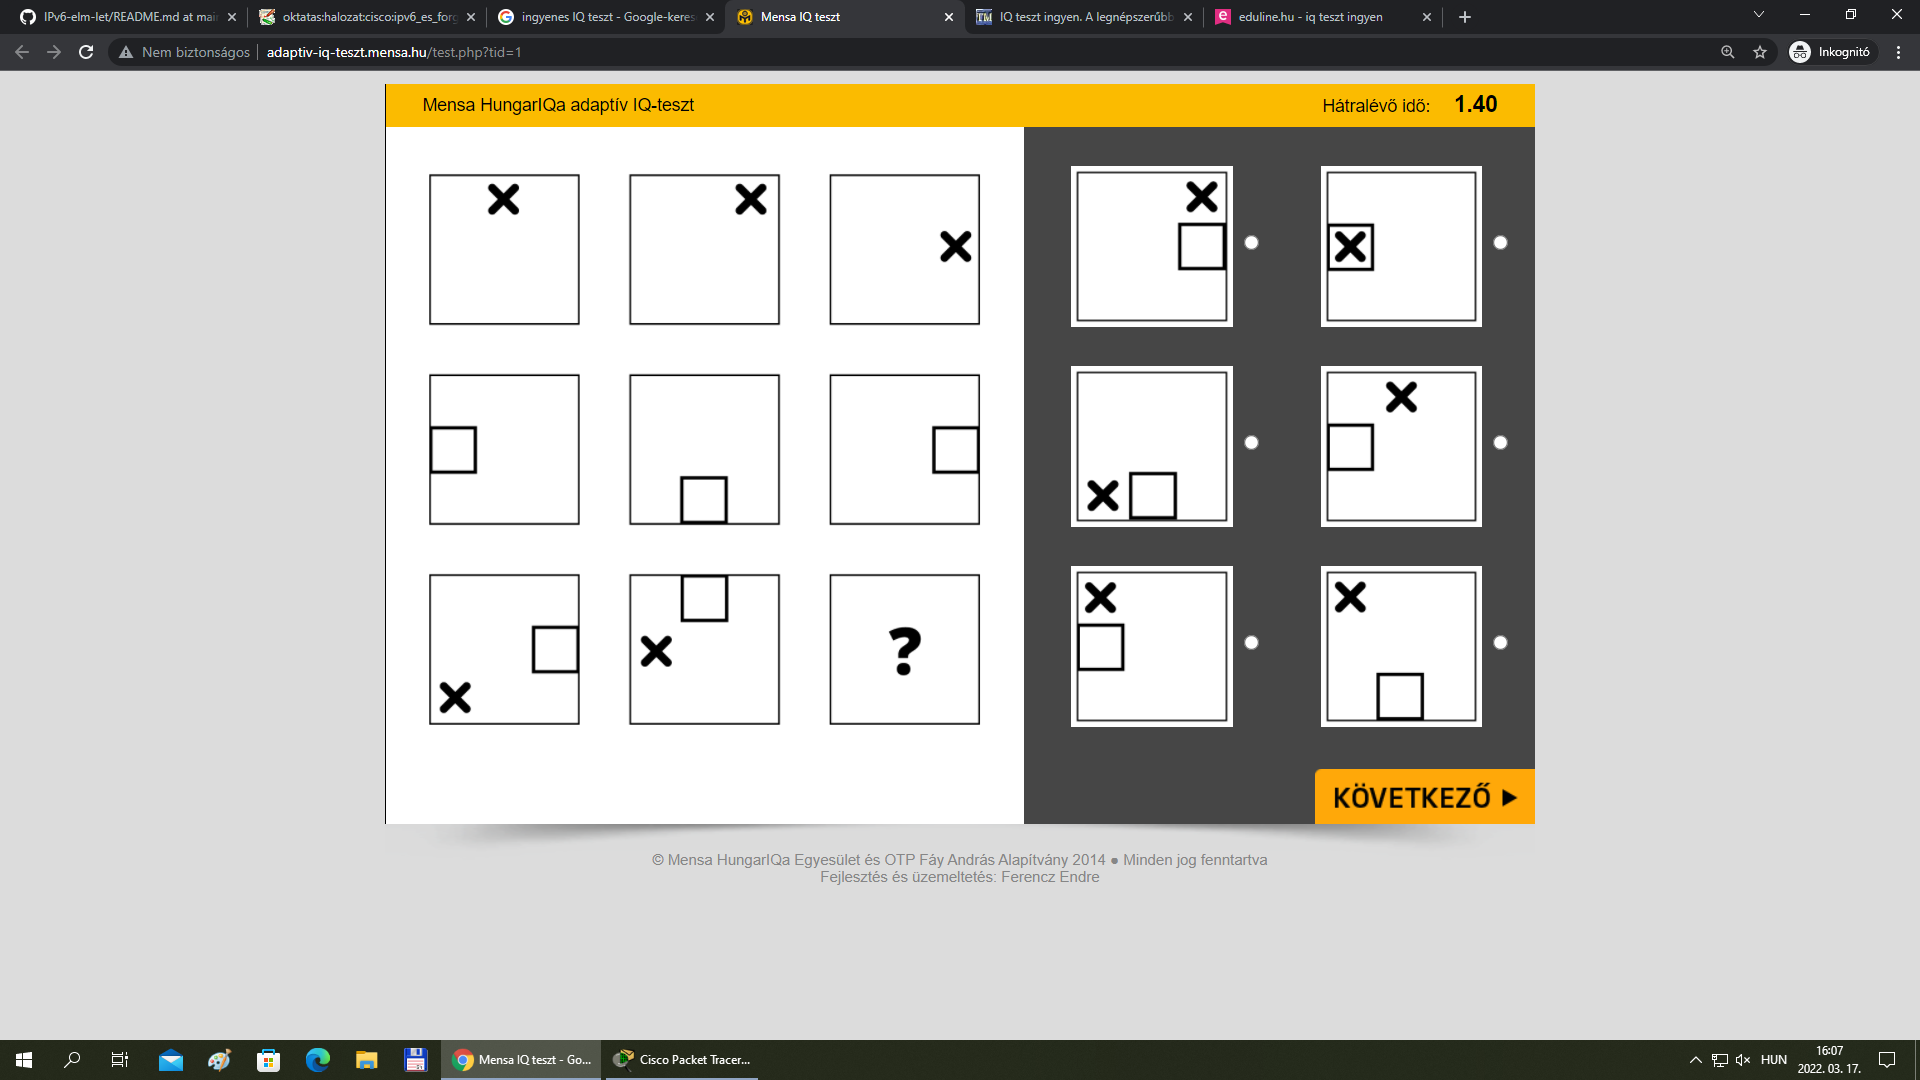 IPv6-elm-let/README.md at mai
oktatas:halozat:cisco:ipv6_es_forg
ingyenes IQ teszt - Google-keres
Mensa IQ teszt
IQ teszt ingyen. A legnépszerűbb
eduline.hu - iq teszt ingyen
Nem biztonságos
adaptiv-iq-teszt.mensa.hu/test.php?tid=1
Inkognitó
Mensa HungarIQa adaptív IQ-teszt
Hátralévő idő: 1.40
?
KÖVETKEZŐ
© Mensa HungarIQa Egyesület és OTP Fáy András Alapítvány 2014 ● Minden jog fenntartva
Fejlesztés és üzemeltetés: Ferencz Endre
Mensa IQ teszt - Go...
Cisco Packet Tracer...
HUN
16:07
2022. 03. 17.